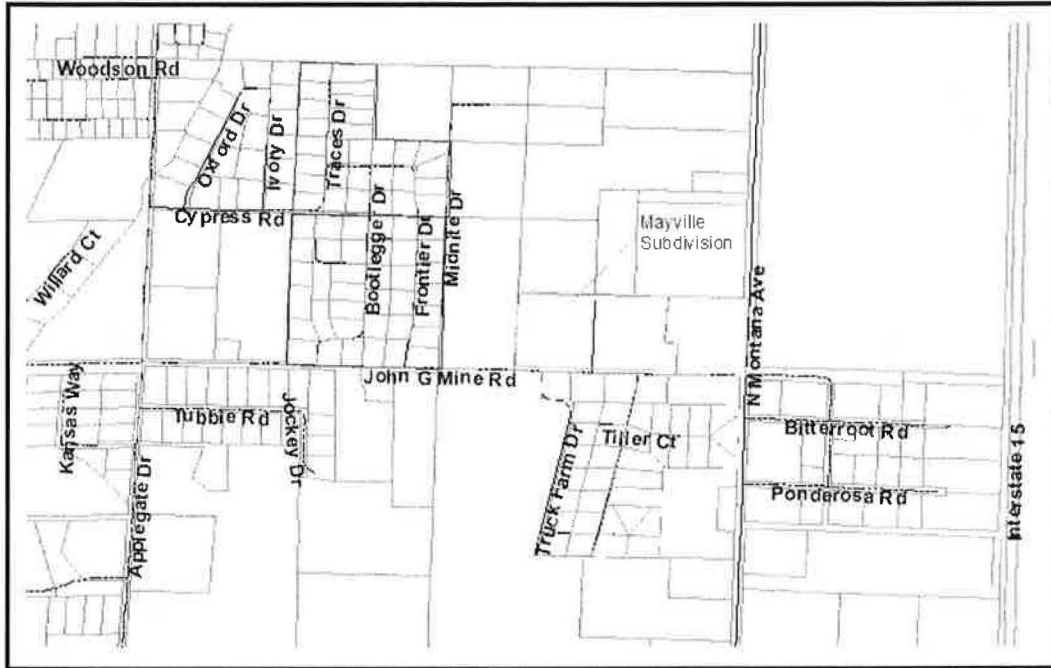 Woodson Rd
Oxford Dr
Ivory Dr
Traces Dr
Cypress Rd
Bootlegger Dr
Frontier Dr
Midnite Dr
Mayville
Subdivision
Willard Ct
N Montana Ave
John G Mine Rd
Kansas Way
Tubbie Rd
Jockey Dr
Applegate Dr
Truck Farm Dr
Tiller Ct
Bitterroot Rd
Ponderosa Rd
Interstate 15